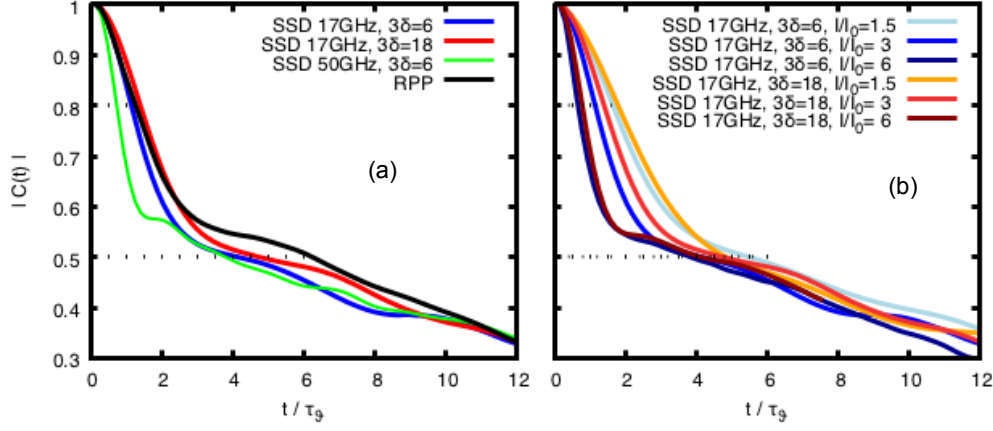 SSD 17GHz, 3δ=6
SSD 17GHz, 3δ=18
SSD 50GHz, 3δ=6
RPP
(a)
1
0.9
0.8
0.7
0.6
0.5
0.4
0.3
| C(t) |
0 2 4 6 8 10 12
t / τϑ
SSD 17GHz, 3δ=6, I/I0=1.5
SSD 17GHz, 3δ=6, I/I0= 3
SSD 17GHz, 3δ=6, I/I0= 6
SSD 17GHz, 3δ=18, I/I0=1.5
SSD 17GHz, 3δ=18, I/I0= 3
SSD 17GHz, 3δ=18, I/I0= 6
(b)
0 2 4 6 8 10 12
t / τϑ